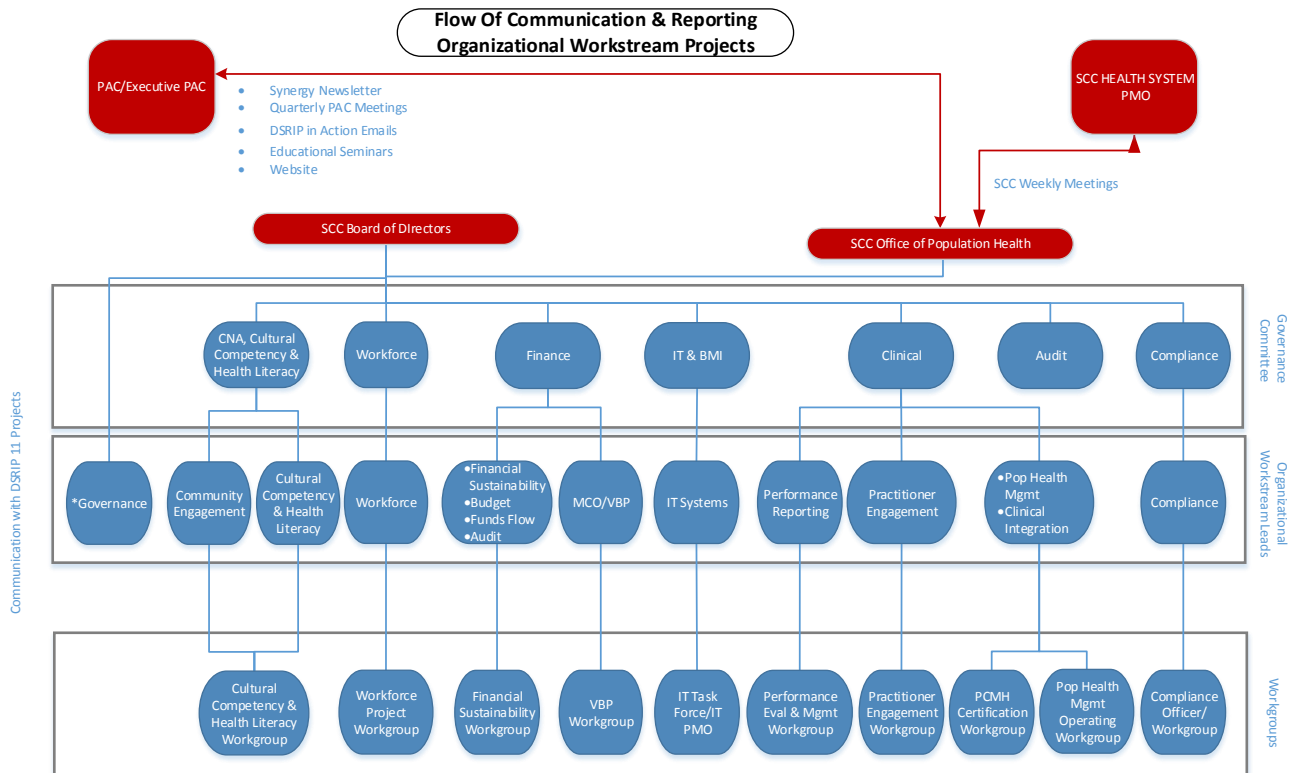 Flow Of Communication & Reporting
Organizational Workstream Projects
PAC/Executive PAC
SCC HEALTH SYSTEM
PMO
• Synergy Newsletter
• Quarterly PAC Meetings
• DSRIP in Action Emails
• Educational Seminars
• Website
SCC Weekly Meetings
SCC Board of DIrectors
SCC Office of Population Health
Governance
Committee
CNA, Cultural
Competency &
Health Literacy
Workforce
Finance
IT & BMI
Clinical
Audit
Compliance
Communication with DSRIP 11 Projects
Organizational
Workstream Leads
*Governance
Community
Engagement
Cultural
Competency
& Health
Literacy
Workforce
•Financial
Sustainability
•Budget
•Funds Flow
•Audit
MCO/VBP
IT Systems
Performance
Reporting
Practitioner
Engagement
•Pop Health
Mgmt
•Clinical
Integration
Compliance
Workgroups
Cultural
Competency &
Health Literacy
Workgroup
Workforce
Project
Workgroup
Financial
Sustainability
Workgroup
VBP
Workgroup
IT Task
Force/IT
PMO
Performance
Eval & Mgmt
Workgroup
Practitioner
Engagement
Workgroup
PCMH
Certification
Workgroup
Pop Health
Mgmt
Operating
Workgroup
Compliance
Officer/
Workgroup